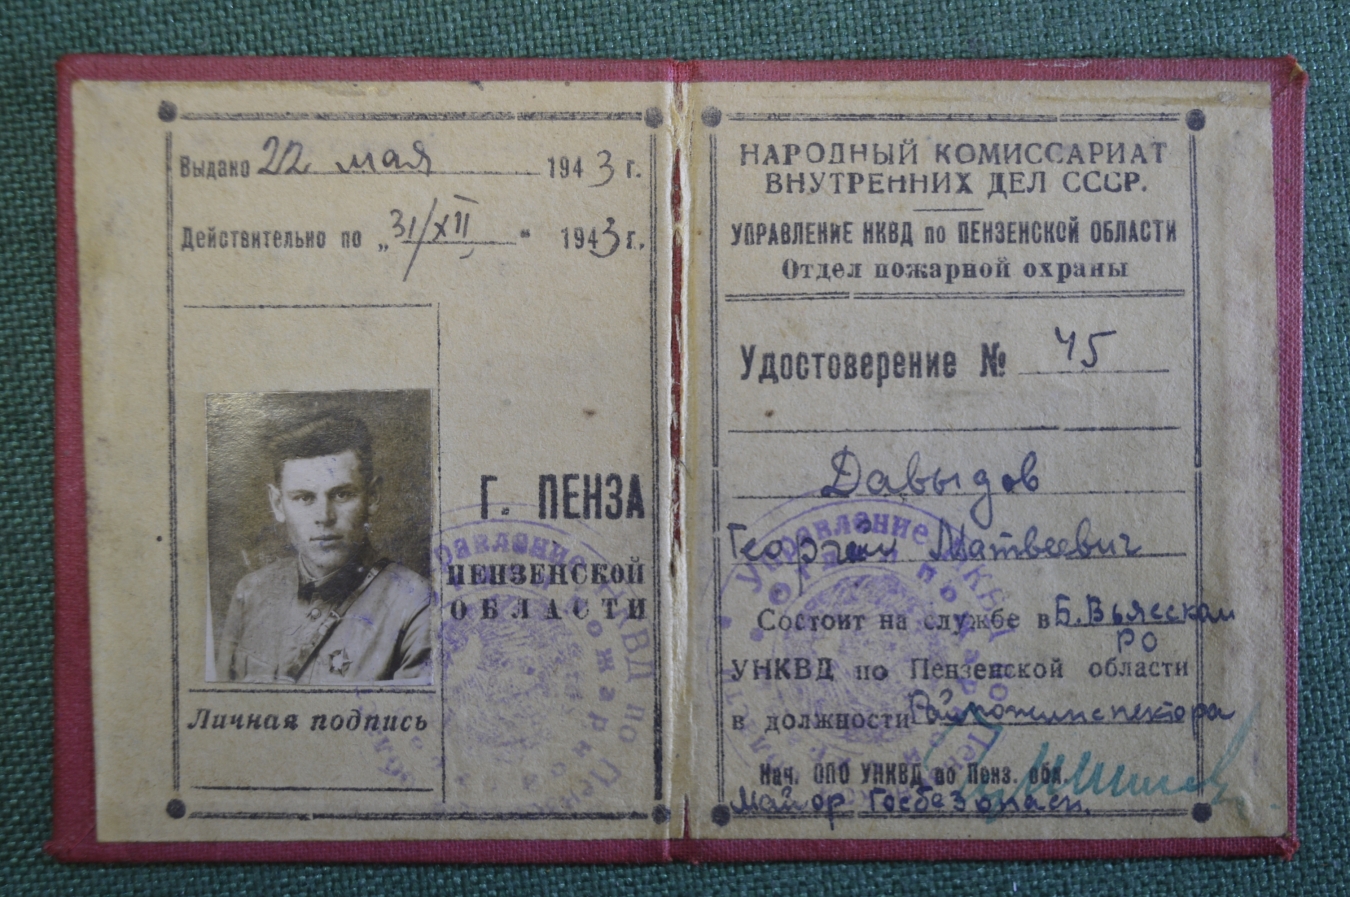 Выдано 22 мая 1943 г.
Действительно по „31/XII“ 1943 г.
Г. ПЕНЗА
ПЕНЗЕНСКОЙ
ОБЛАСТИ
Личная подпись
НАРОДНЫЙ КОМИССАРИАТ
ВНУТРЕННИХ ДЕЛ СССР.
УПРАВЛЕНИЕ НКВД по ПЕНЗЕНСКОЙ ОБЛАСТИ
Отдел пожарной охраны
Удостоверение № 45
Давыдов
Георгий Матвеевич
Состоит на службе в Б. Вьясском
РО
УНКВД по Пензенской области
в должности Райпожинспектора
Нач. ОПО УНКВД по Пенз. обл.
Майор Госбезопасн.